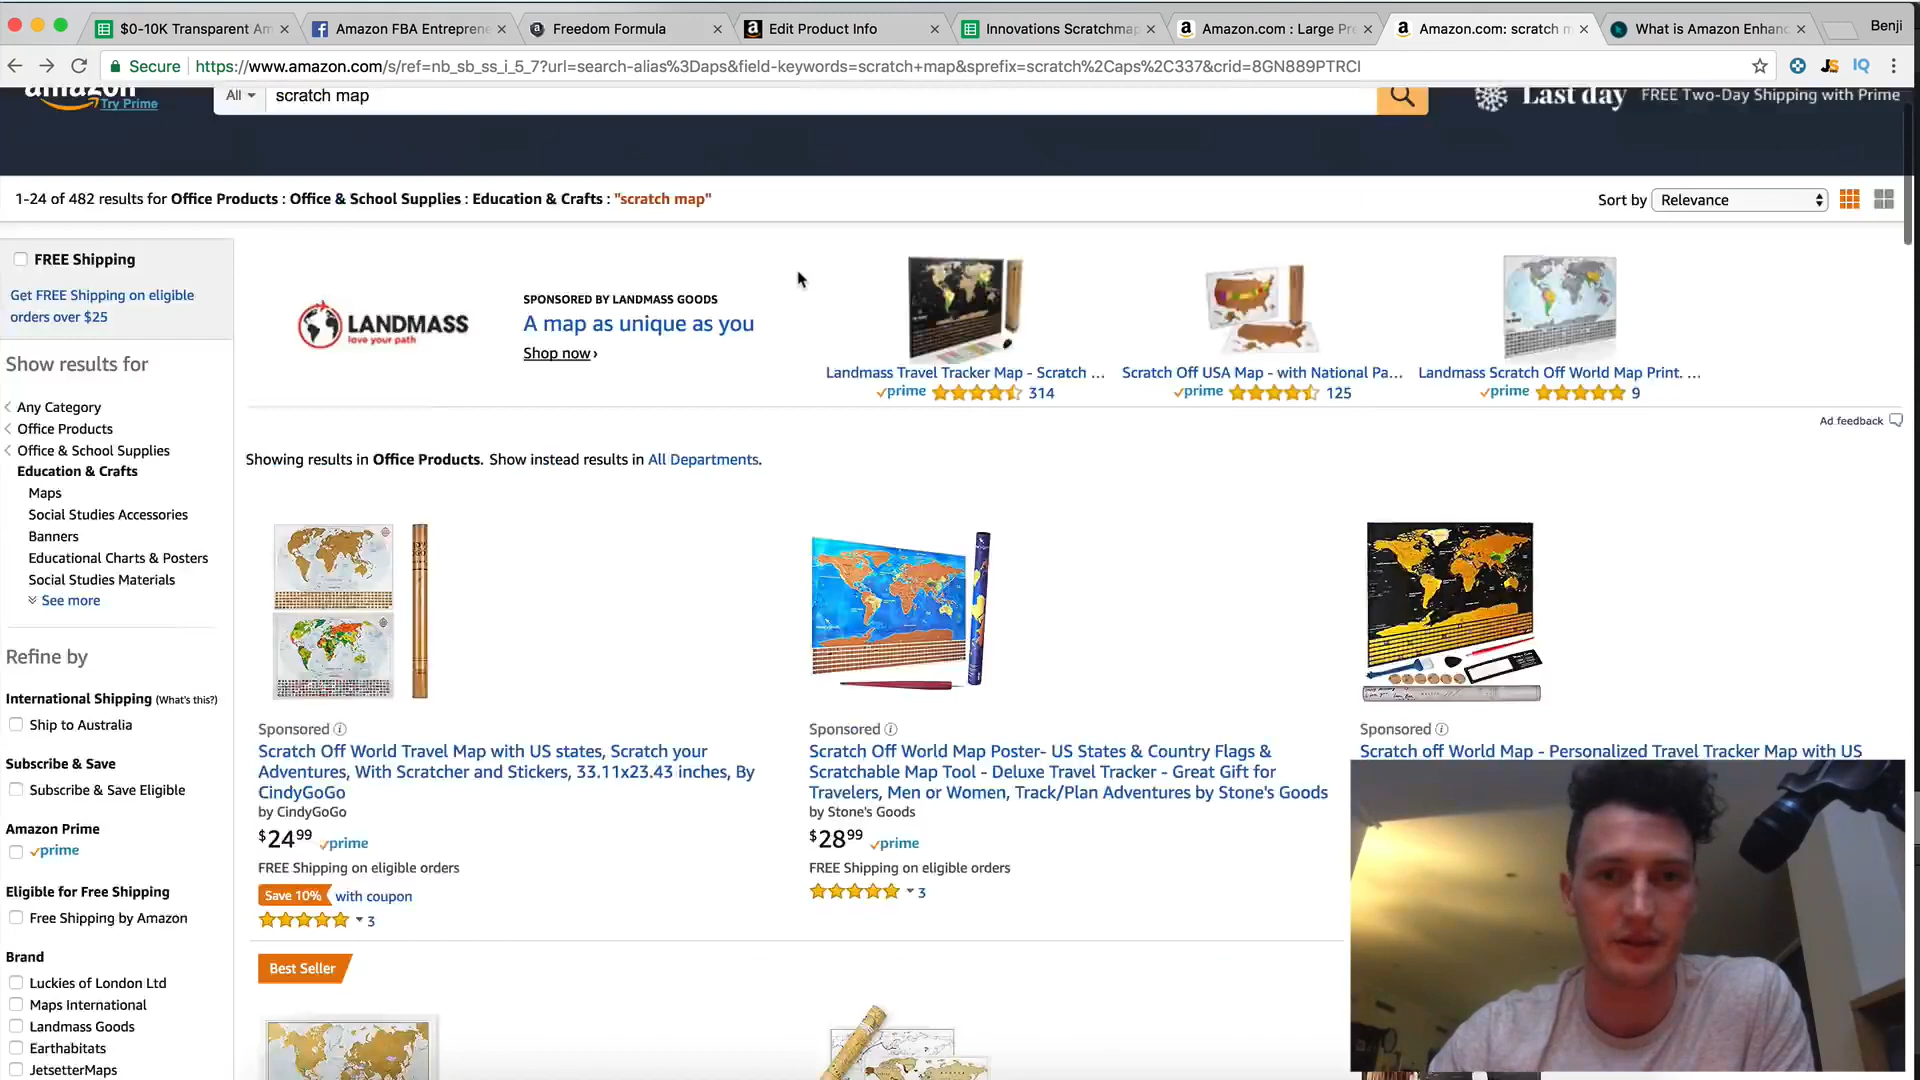 $0-10K Transparent Am
Amazon FBA Entreprene
Freedom Formula
Edit Product Info
Innovations Scratchmap
Amazon.com : Large Pre
Amazon.com: scratch m
What is Amazon Enhanc
Benji
Secure
https://www.amazon.com/s/ref=nb_sb_ss_i_5_7?url=search-alias%3Daps&field-keywords=scratch+map&sprefix=scratch%2Caps%2C337&crid=8GN889PTRCI
JS
IQ
amazon
Try Prime
All
scratch map
Last day FREE Two-Day Shipping with Prime
1-24 of 482 results for Office Products : Office & School Supplies : Education & Crafts : "scratch map"
Sort by Relevance
FREE Shipping
Get FREE Shipping on eligible
orders over $25
Show results for
Any Category
Office Products
Office & School Supplies
Education & Crafts
Maps
Social Studies Accessories
Banners
Educational Charts & Posters
Social Studies Materials
See more
Refine by
International Shipping (What's this?)
Ship to Australia
Subscribe & Save
Subscribe & Save Eligible
Amazon Prime
prime
Eligible for Free Shipping
Free Shipping by Amazon
Brand
Luckies of London Ltd
Maps International
Landmass Goods
Earthabitats
JetsetterMaps
LANDMASS
love your path
SPONSORED BY LANDMASS GOODS
A map as unique as you
Shop now ›
Landmass Travel Tracker Map - Scratch ...
prime 314
Scratch Off USA Map - with National Pa...
prime 125
Landmass Scratch Off World Map Print. ...
prime 9
Ad feedback
Showing results in Office Products. Show instead results in All Departments.
Sponsored
Scratch Off World Travel Map with US states, Scratch your
Adventures, With Scratcher and Stickers, 33.11x23.43 inches, By
CindyGoGo
by CindyGoGo
$24 99 prime
FREE Shipping on eligible orders
Save 10% with coupon
3
Sponsored
Scratch Off World Map Poster- US States & Country Flags &
Scratchable Map Tool - Deluxe Travel Tracker - Great Gift for
Travelers, Men or Women, Track/Plan Adventures by Stone's Goods
by Stone's Goods
$28 99 prime
FREE Shipping on eligible orders
3
Sponsored
Scratch off World Map - Personalized Travel Tracker Map with US
Best Seller